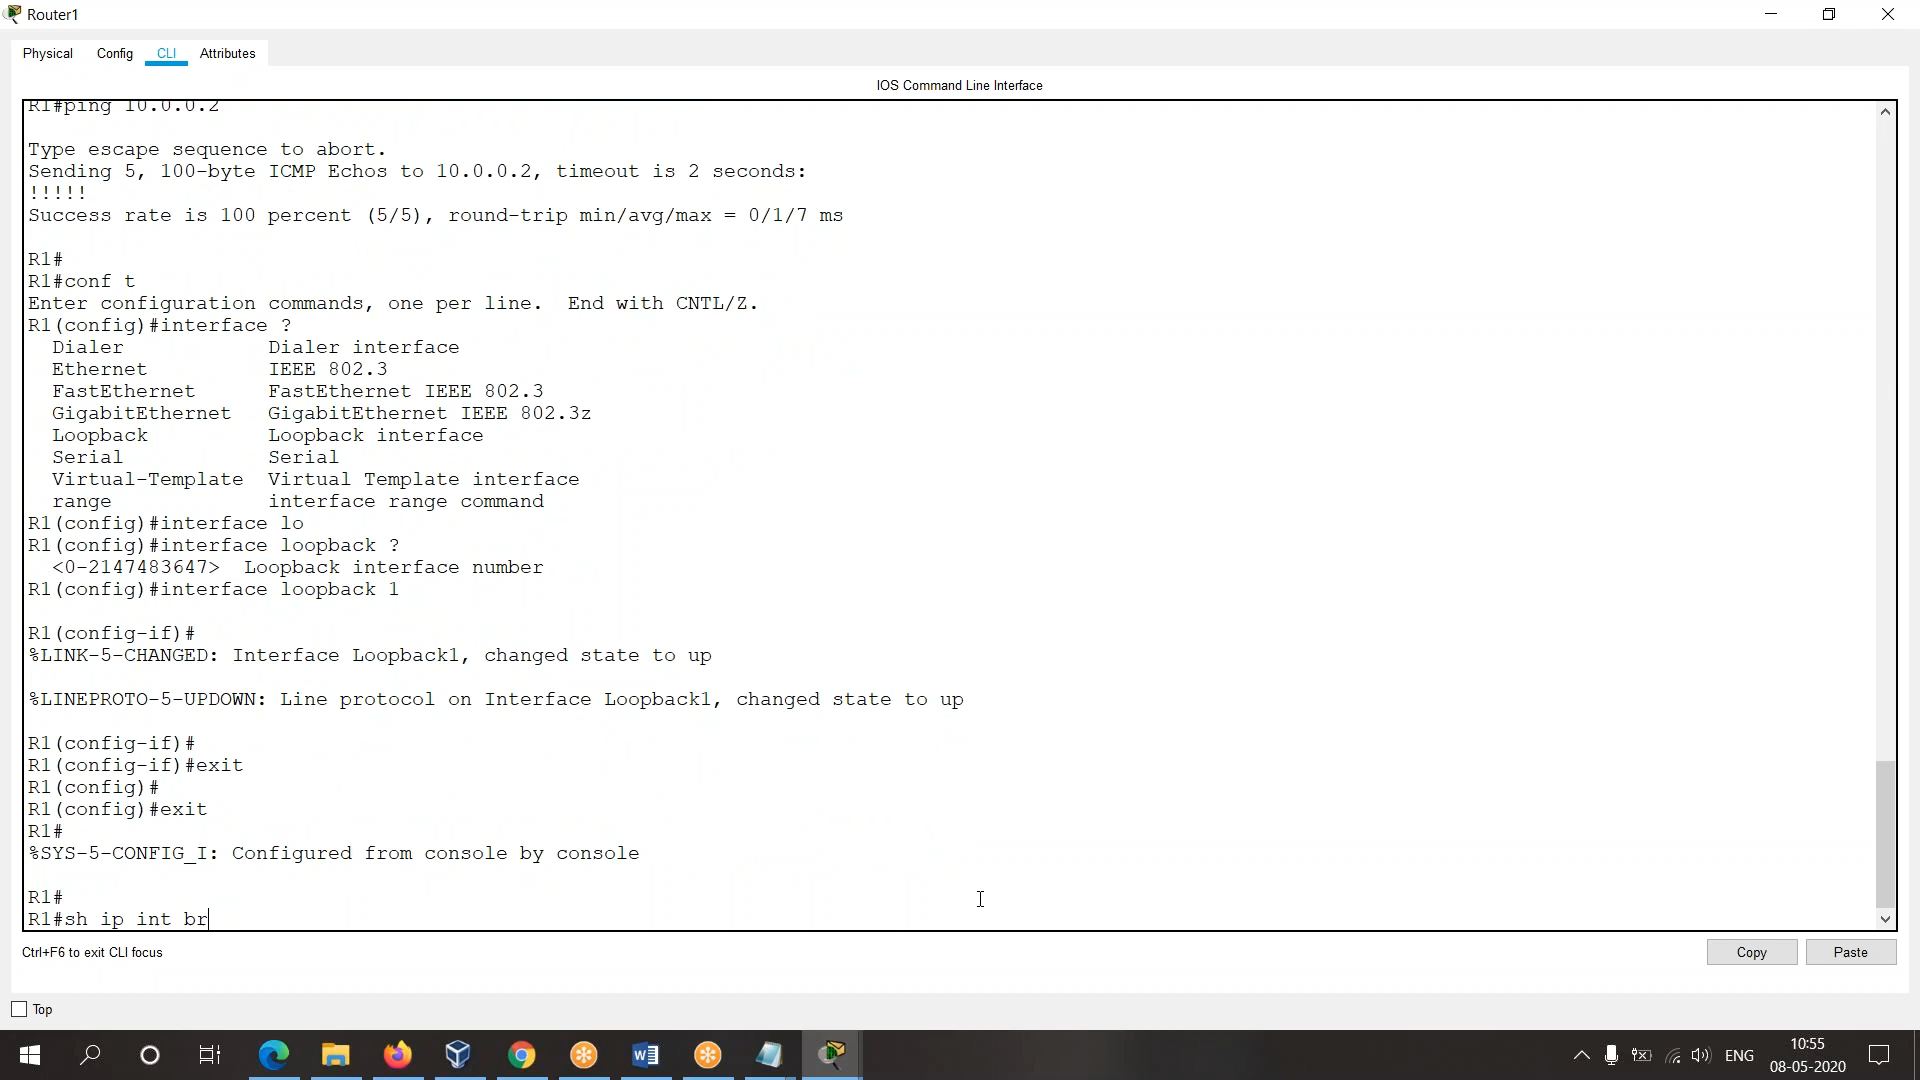 Router1
Physical Config CLI Attributes
IOS Command Line Interface
R1#ping 10.0.0.2
Type escape sequence to abort.
Sending 5, 100-byte ICMP Echos to 10.0.0.2, timeout is 2 seconds:
!!!!!
Success rate is 100 percent (5/5), round-trip min/avg/max = 0/1/7 ms
R1#
R1#conf t
Enter configuration commands, one per line.  End with CNTL/Z.
R1(config)#interface ?
  Dialer            Dialer interface
  Ethernet          IEEE 802.3
  FastEthernet      FastEthernet IEEE 802.3
  GigabitEthernet   GigabitEthernet IEEE 802.3z
  Loopback          Loopback interface
  Serial            Serial
  Virtual-Template  Virtual Template interface
  range             interface range command
R1(config)#interface lo
R1(config)#interface loopback ?
  <0-2147483647>  Loopback interface number
R1(config)#interface loopback 1
R1(config-if)#
%LINK-5-CHANGED: Interface Loopback1, changed state to up
%LINEPROTO-5-UPDOWN: Line protocol on Interface Loopback1, changed state to up
R1(config-if)#
R1(config-if)#exit
R1(config)#
R1(config)#exit
R1#
%SYS-5-CONFIG_I: Configured from console by console
R1#
R1#sh ip int br
Ctrl+F6 to exit CLI focus
Copy Paste
Top
ENG
10:55
08-05-2020